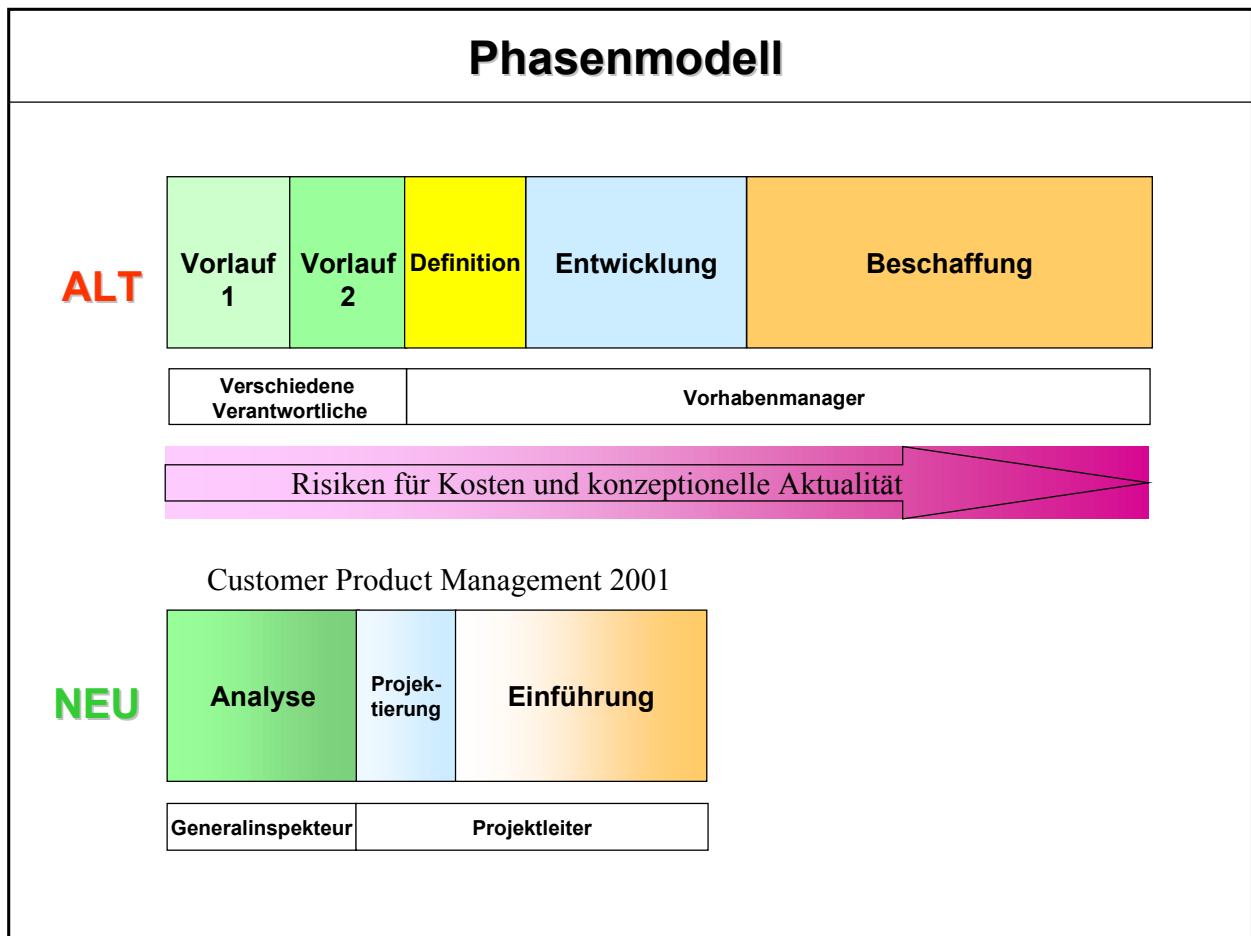 Phasenmodell
ALT
Vorlauf
1
Vorlauf
2
Definition
Entwicklung
Beschaffung
Verschiedene
Verantwortliche
Vorhabenmanager
Risiken für Kosten und konzeptionelle Aktualität
Customer Product Management 2001
NEU
Analyse
Projek-
tierung
Einführung
Generalinspekteur
Projektleiter